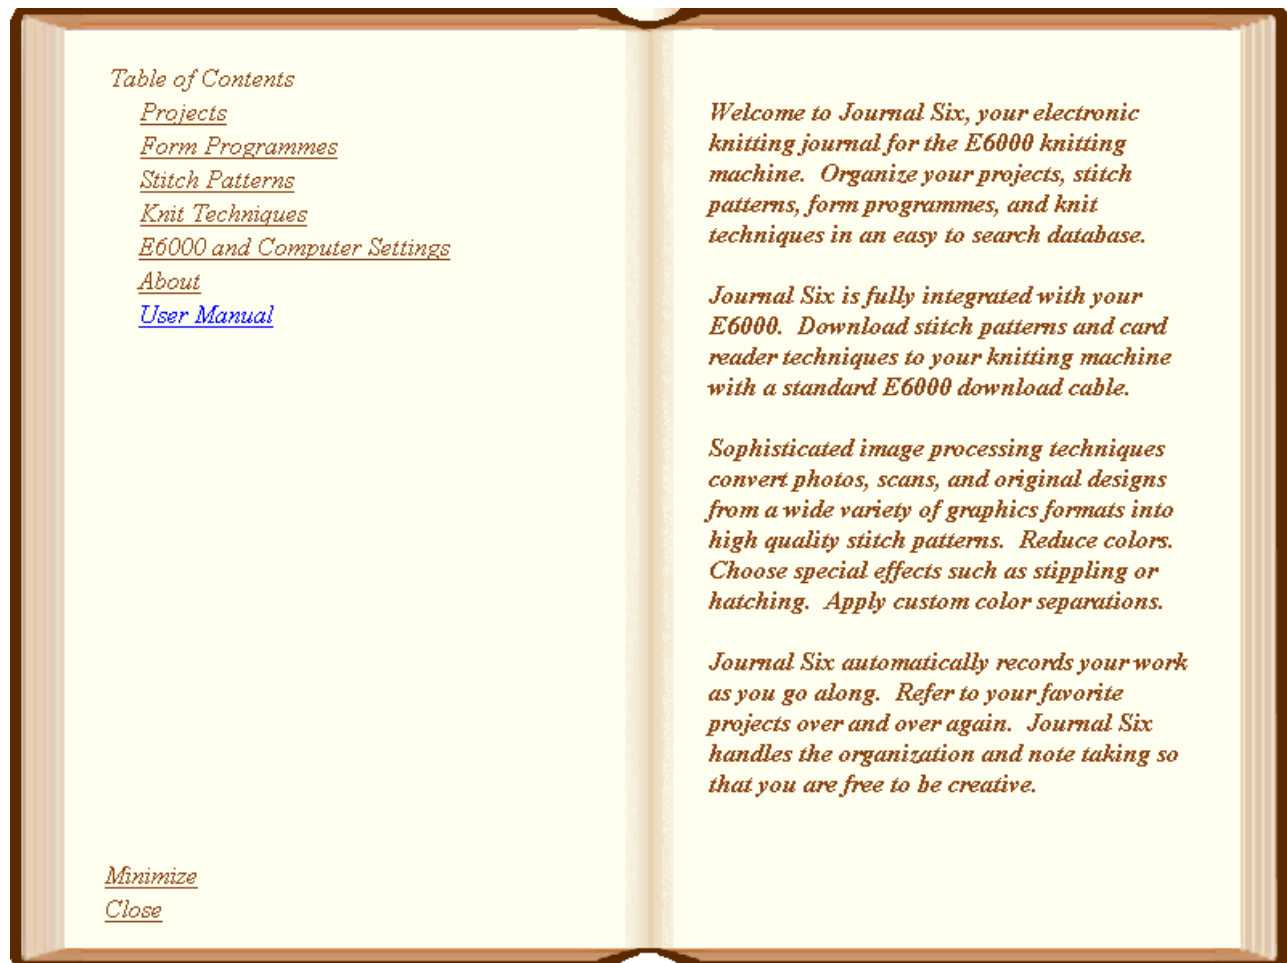 Table of Contents
Projects
Form Programmes
Stitch Patterns
Knit Techniques
E6000 and Computer Settings
About
User Manual
Minimize
Close
Welcome to Journal Six, your electronic
knitting journal for the E6000 knitting
machine.  Organize your projects, stitch
patterns, form programmes, and knit
techniques in an easy to search database.
Journal Six is fully integrated with your
E6000.  Download stitch patterns and card
reader techniques to your knitting machine
with a standard E6000 download cable.
Sophisticated image processing techniques
convert photos, scans, and original designs
from a wide variety of graphics formats into
high quality stitch patterns.  Reduce colors.
Choose special effects such as stippling or
hatching.  Apply custom color separations.
Journal Six automatically records your work
as you go along.  Refer to your favorite
projects over and over again.  Journal Six
handles the organization and note taking so
that you are free to be creative.